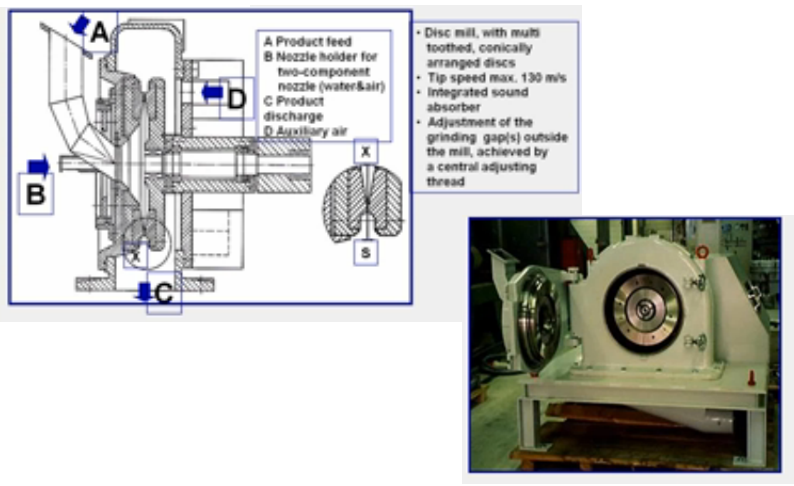 A
A Product feed
B Nozzle holder for
two-component
nozzle (water&air)
C Product
discharge
D Auxiliary air
D
B
X
S
X
C
• Disc mill, with multi
toothed, conically
arranged discs
• Tip speed max. 130 m/s
• Integrated sound
absorber
• Adjustment of the
grinding gap(s) outside
the mill, achieved by
a central adjusting
thread